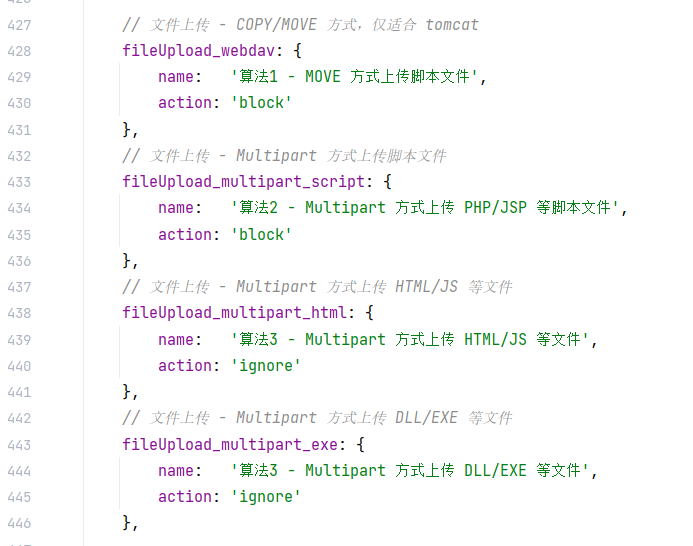 427 // 文件上传 - COPY/MOVE 方式，仅适合 tomcat
428 fileUpload_webdav: {
429 name:   '算法1 - MOVE 方式上传脚本文件',
430 action: 'block'
431 },
432 // 文件上传 - Multipart 方式上传脚本文件
433 fileUpload_multipart_script: {
434 name:   '算法2 - Multipart 方式上传 PHP/JSP 等脚本文件',
435 action: 'block'
436 },
437 // 文件上传 - Multipart 方式上传 HTML/JS 等文件
438 fileUpload_multipart_html: {
439 name:   '算法3 - Multipart 方式上传 HTML/JS 等文件',
440 action: 'ignore'
441 },
442 // 文件上传 - Multipart 方式上传 DLL/EXE 等文件
443 fileUpload_multipart_exe: {
444 name:   '算法3 - Multipart 方式上传 DLL/EXE 等文件',
445 action: 'ignore'
446 },